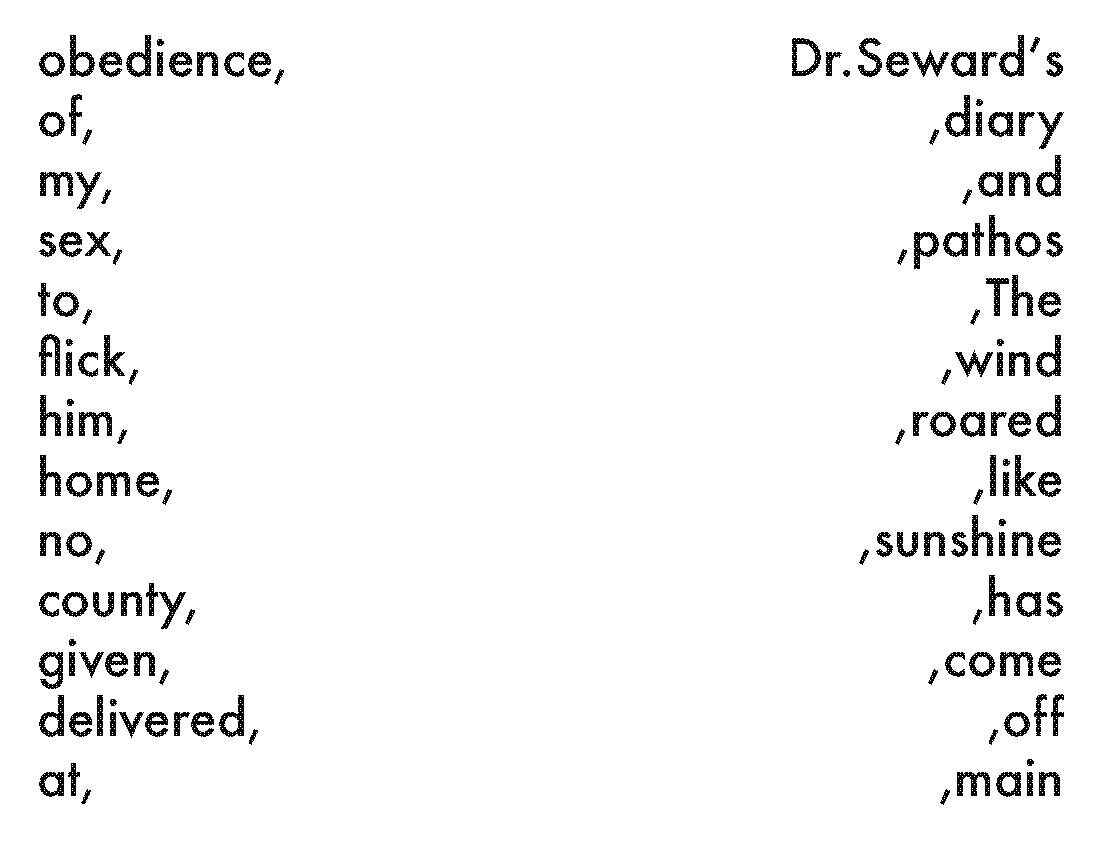 obedience,
of,
my,
sex,
to,
flick,
him,
home,
no,
county,
given,
delivered,
at,
Dr.Seward’s
,diary
,and
,pathos
,The
,wind
,roared
,like
,sunshine
,has
,come
,off
,main